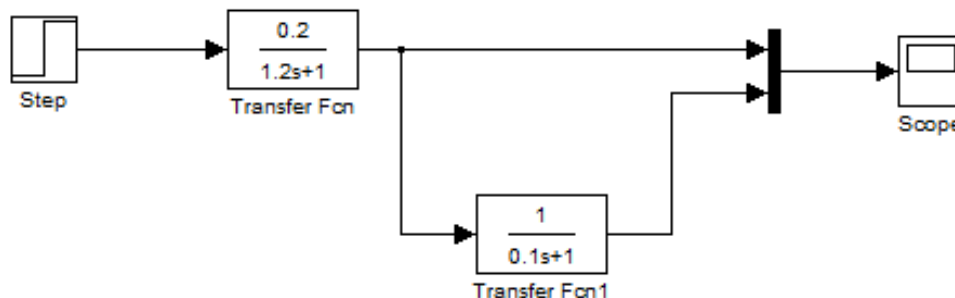 Step
0.2
1.2s+1
Transfer Fcn
1
0.1s+1
Transfer Fcn1
Scope